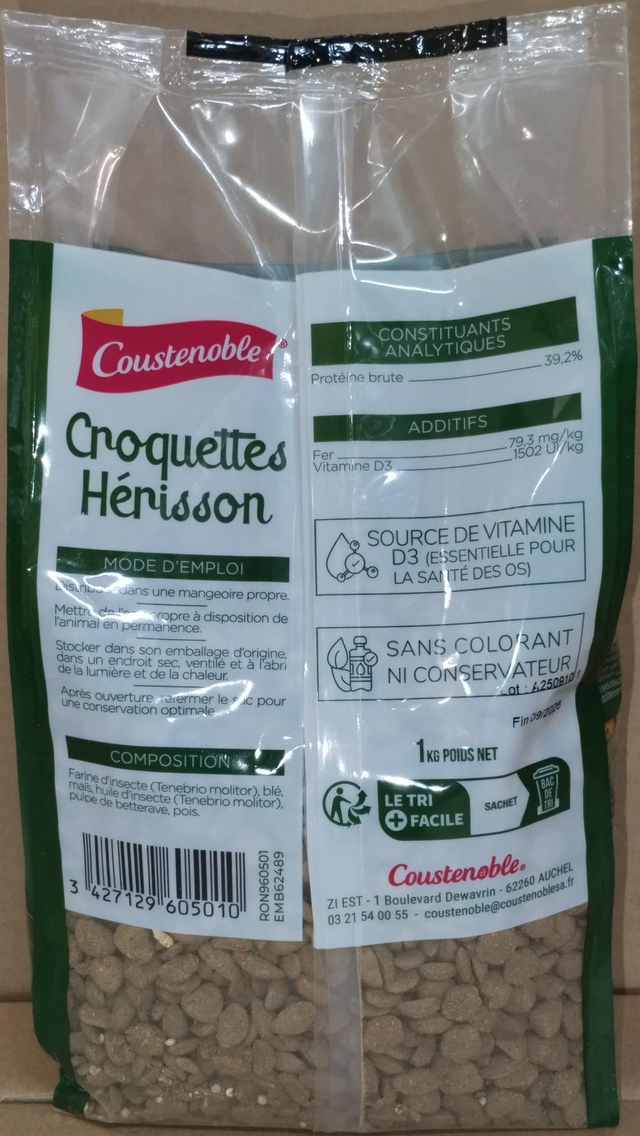 Coustenoble®
Croquettes
Hérisson
MODE D'EMPLOI
dans une mangeoire propre.
Mettre de propre à disposition de
l'animal en permanence.
Stocker dans son emballage d'origine,
dans un endroit sec, ventilé et à l'abri
de la lumière et de la chaleur.
Après ouverture refermer le sac pour
une conservation optimale
COMPOSITION
Farine d'insecte (Tenebrio molitor), blé,
maïs, huile d'insecte (Tenebrio molitor),
pulpe de betterave, pois.
3 427129 605010
RON960501
EMB62489
CONSTITUANTS
ANALYTIQUES
Protéine brute 39,2%
ADDITIFS
Fer 79,3 mg/kg
Vitamine D3 1502 UI/kg
SOURCE DE VITAMINE
D3 (ESSENTIELLE POUR
LA SANTÉ DES OS)
SANS COLORANT
NI CONSERVATEUR
Lot :
Fin 09/2026
1KG POIDS NET
LE TRI
+ FACILE
SACHET
BAC
DE
TRI
Coustenoble®
ZI EST - 1 Boulevard Dewavrin - 62260 AUCHEL
03 21 54 00 55 - coustenoble@coustenoblesa.fr